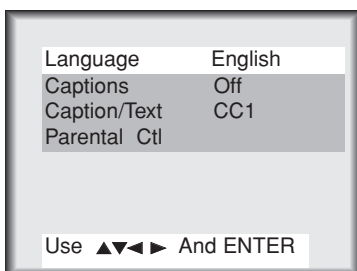 Language English
Captions Off
Caption/Text CC1
Parental Ctl
Use ▲▼◄ ► And ENTER